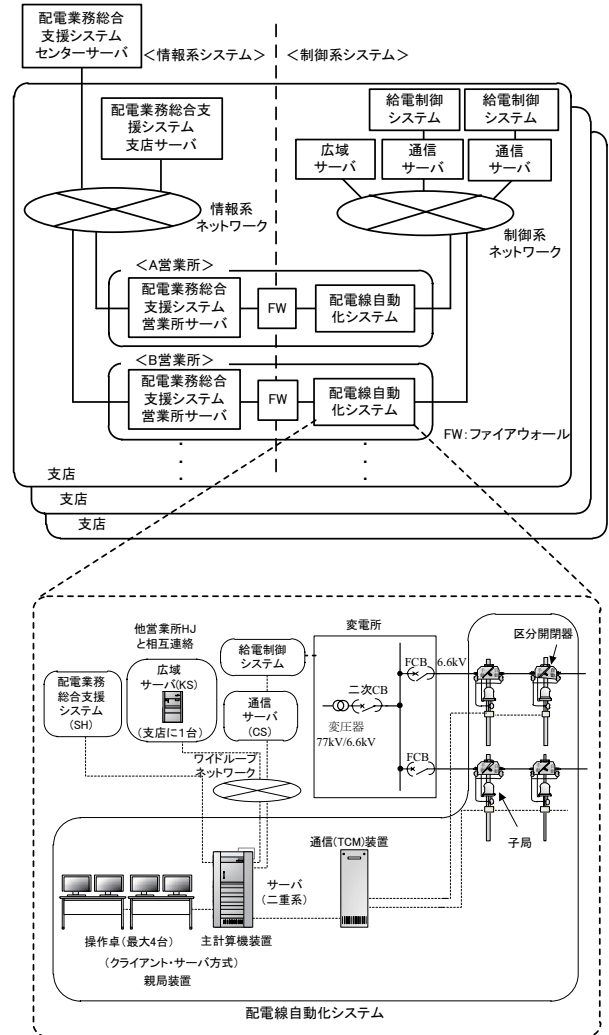 配電業務総合
支援システム
センターサーバ
＜情報系システム＞
＜制御系システム＞
配電業務総合支
援システム
支店サーバ
給電制御
システム
給電制御
システム
広域
サーバ
通信
サーバ
通信
サーバ
情報系
ネットワーク
制御系
ネットワーク
＜A営業所＞
配電業務総合
支援システム
営業所サーバ
FW
配電線自動
化システム
＜B営業所＞
配電業務総合
支援システム
営業所サーバ
FW
配電線自動
化システム
FW：ファイアウォール
支店
支店
支店
他営業所HJ
と相互連絡
配電業務
総合支援
システム
(SH)
広域
サーバ(KS)
(支店に1台)
給電制御
システム
通信
サーバ
(CS)
ワイドループ
ネットワーク
変電所
FCB
6.6kV
二次CB
変圧器
77kV/6.6kV
FCB
区分開閉器
子局
通信(TCM)装置
サーバ
(二重系)
操作卓(最大4台)
主計算機装置
(クライアント・サーバ方式)
親局装置
配電線自動化システム